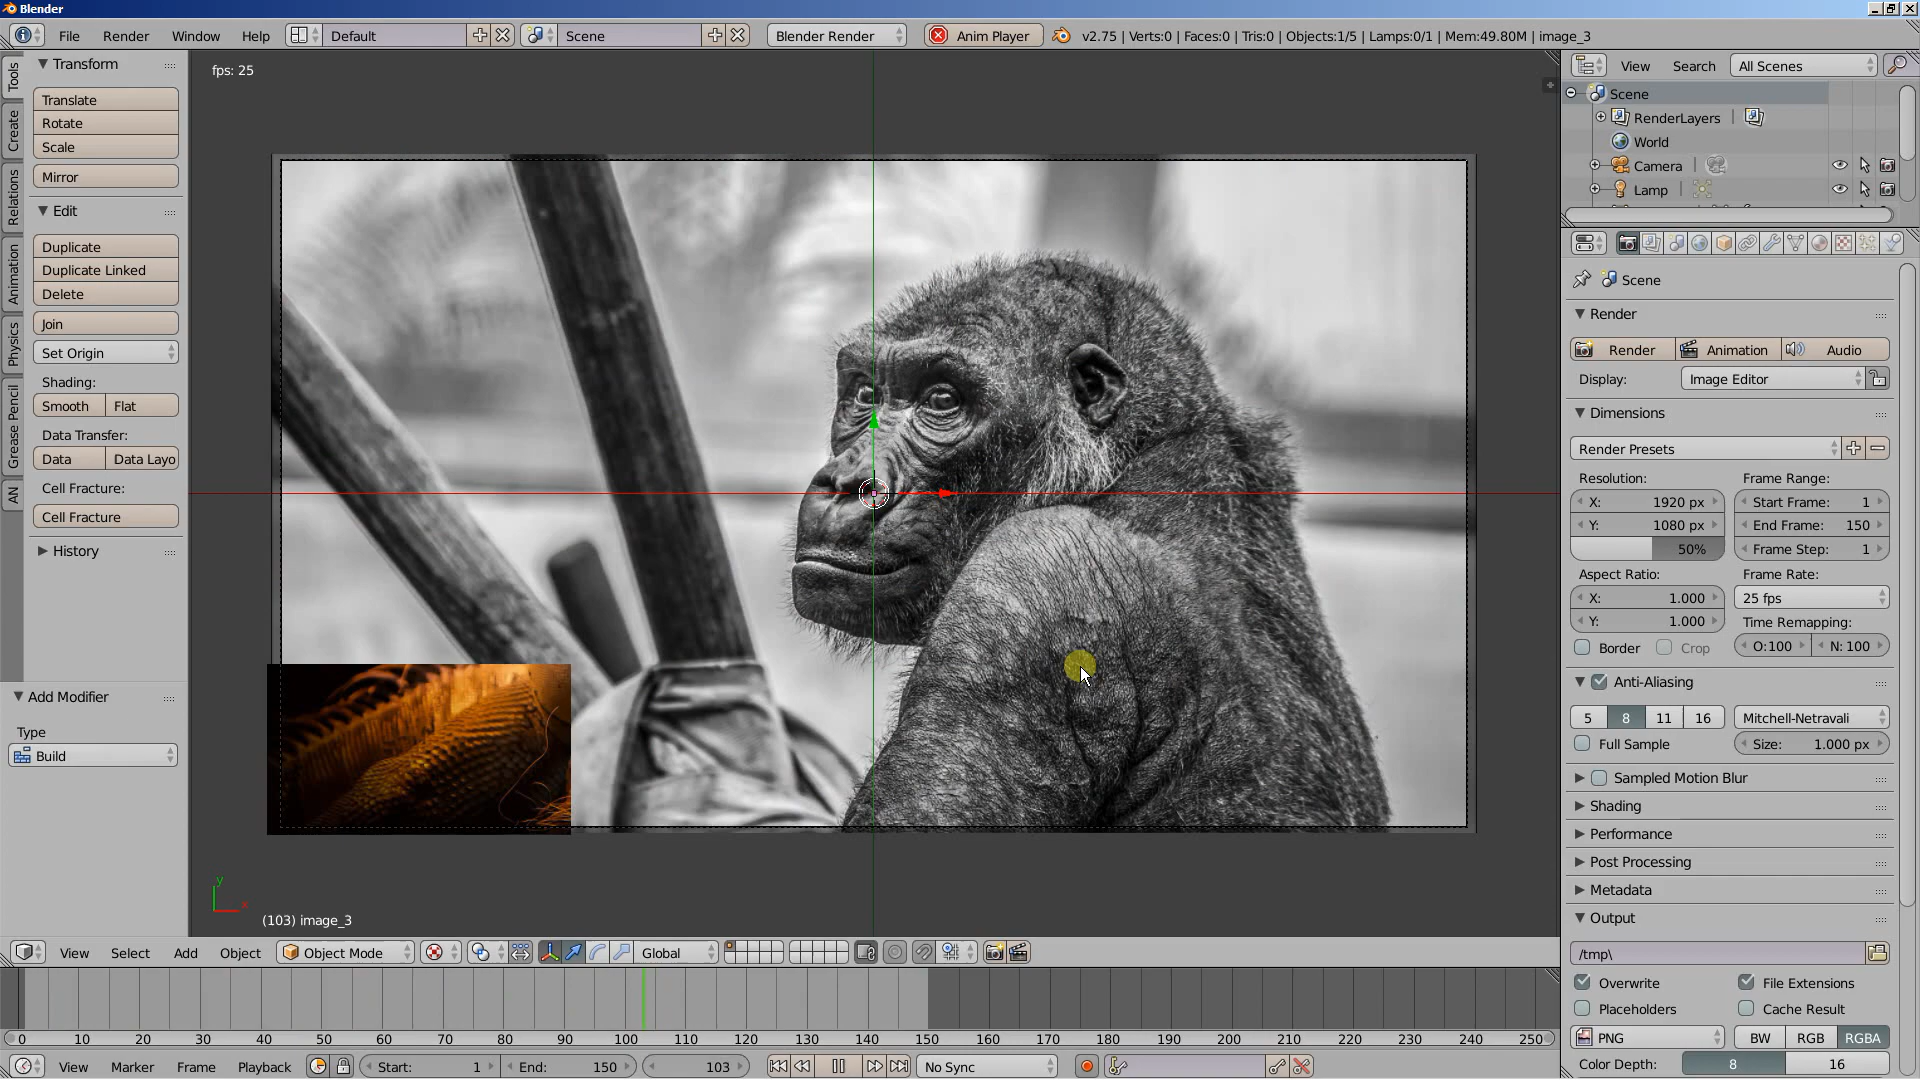 Blender
File Render Window Help Default Scene Blender Render Anim Player v2.75 | Verts:0 | Faces:0 | Tris:0 | Objects:1/5 | Lamps:0/1 | Mem:49.80M | image_3
Tools
Create
Relations
Animation
Physics
Grease Pencil
AN
Transform
Translate
Rotate
Scale
Mirror
Edit
Duplicate
Duplicate Linked
Delete
Join
Set Origin
Shading:
Smooth Flat
Data Transfer:
Data Data Layo
Cell Fracture:
Cell Fracture
History
Add Modifier
Type
Build
fps: 25
y
x
(103) image_3
View Select Add Object Object Mode Global
0 10 20 30 40 50 60 70 80 90 100 110 120 130 140 150 160 170 180 190 200 210 220 230 240 250
View Marker Frame Playback Start: 1 End: 150 103 No Sync
View Search All Scenes
Scene
RenderLayers
World
Camera
Lamp
Scene
Render
Render Animation Audio
Display: Image Editor
Dimensions
Render Presets
Resolution: Frame Range:
X: 1920 px Start Frame: 1
Y: 1080 px End Frame: 150
50% Frame Step: 1
Aspect Ratio: Frame Rate:
X: 1.000 25 fps
Y: 1.000 Time Remapping:
Border Crop O:100 N: 100
Anti-Aliasing
5 8 11 16 Mitchell-Netravali
Full Sample Size: 1.000 px
Sampled Motion Blur
Shading
Performance
Post Processing
Metadata
Output
/tmp\
Overwrite File Extensions
Placeholders Cache Result
PNG BW RGB RGBA
Color Depth: 8 16